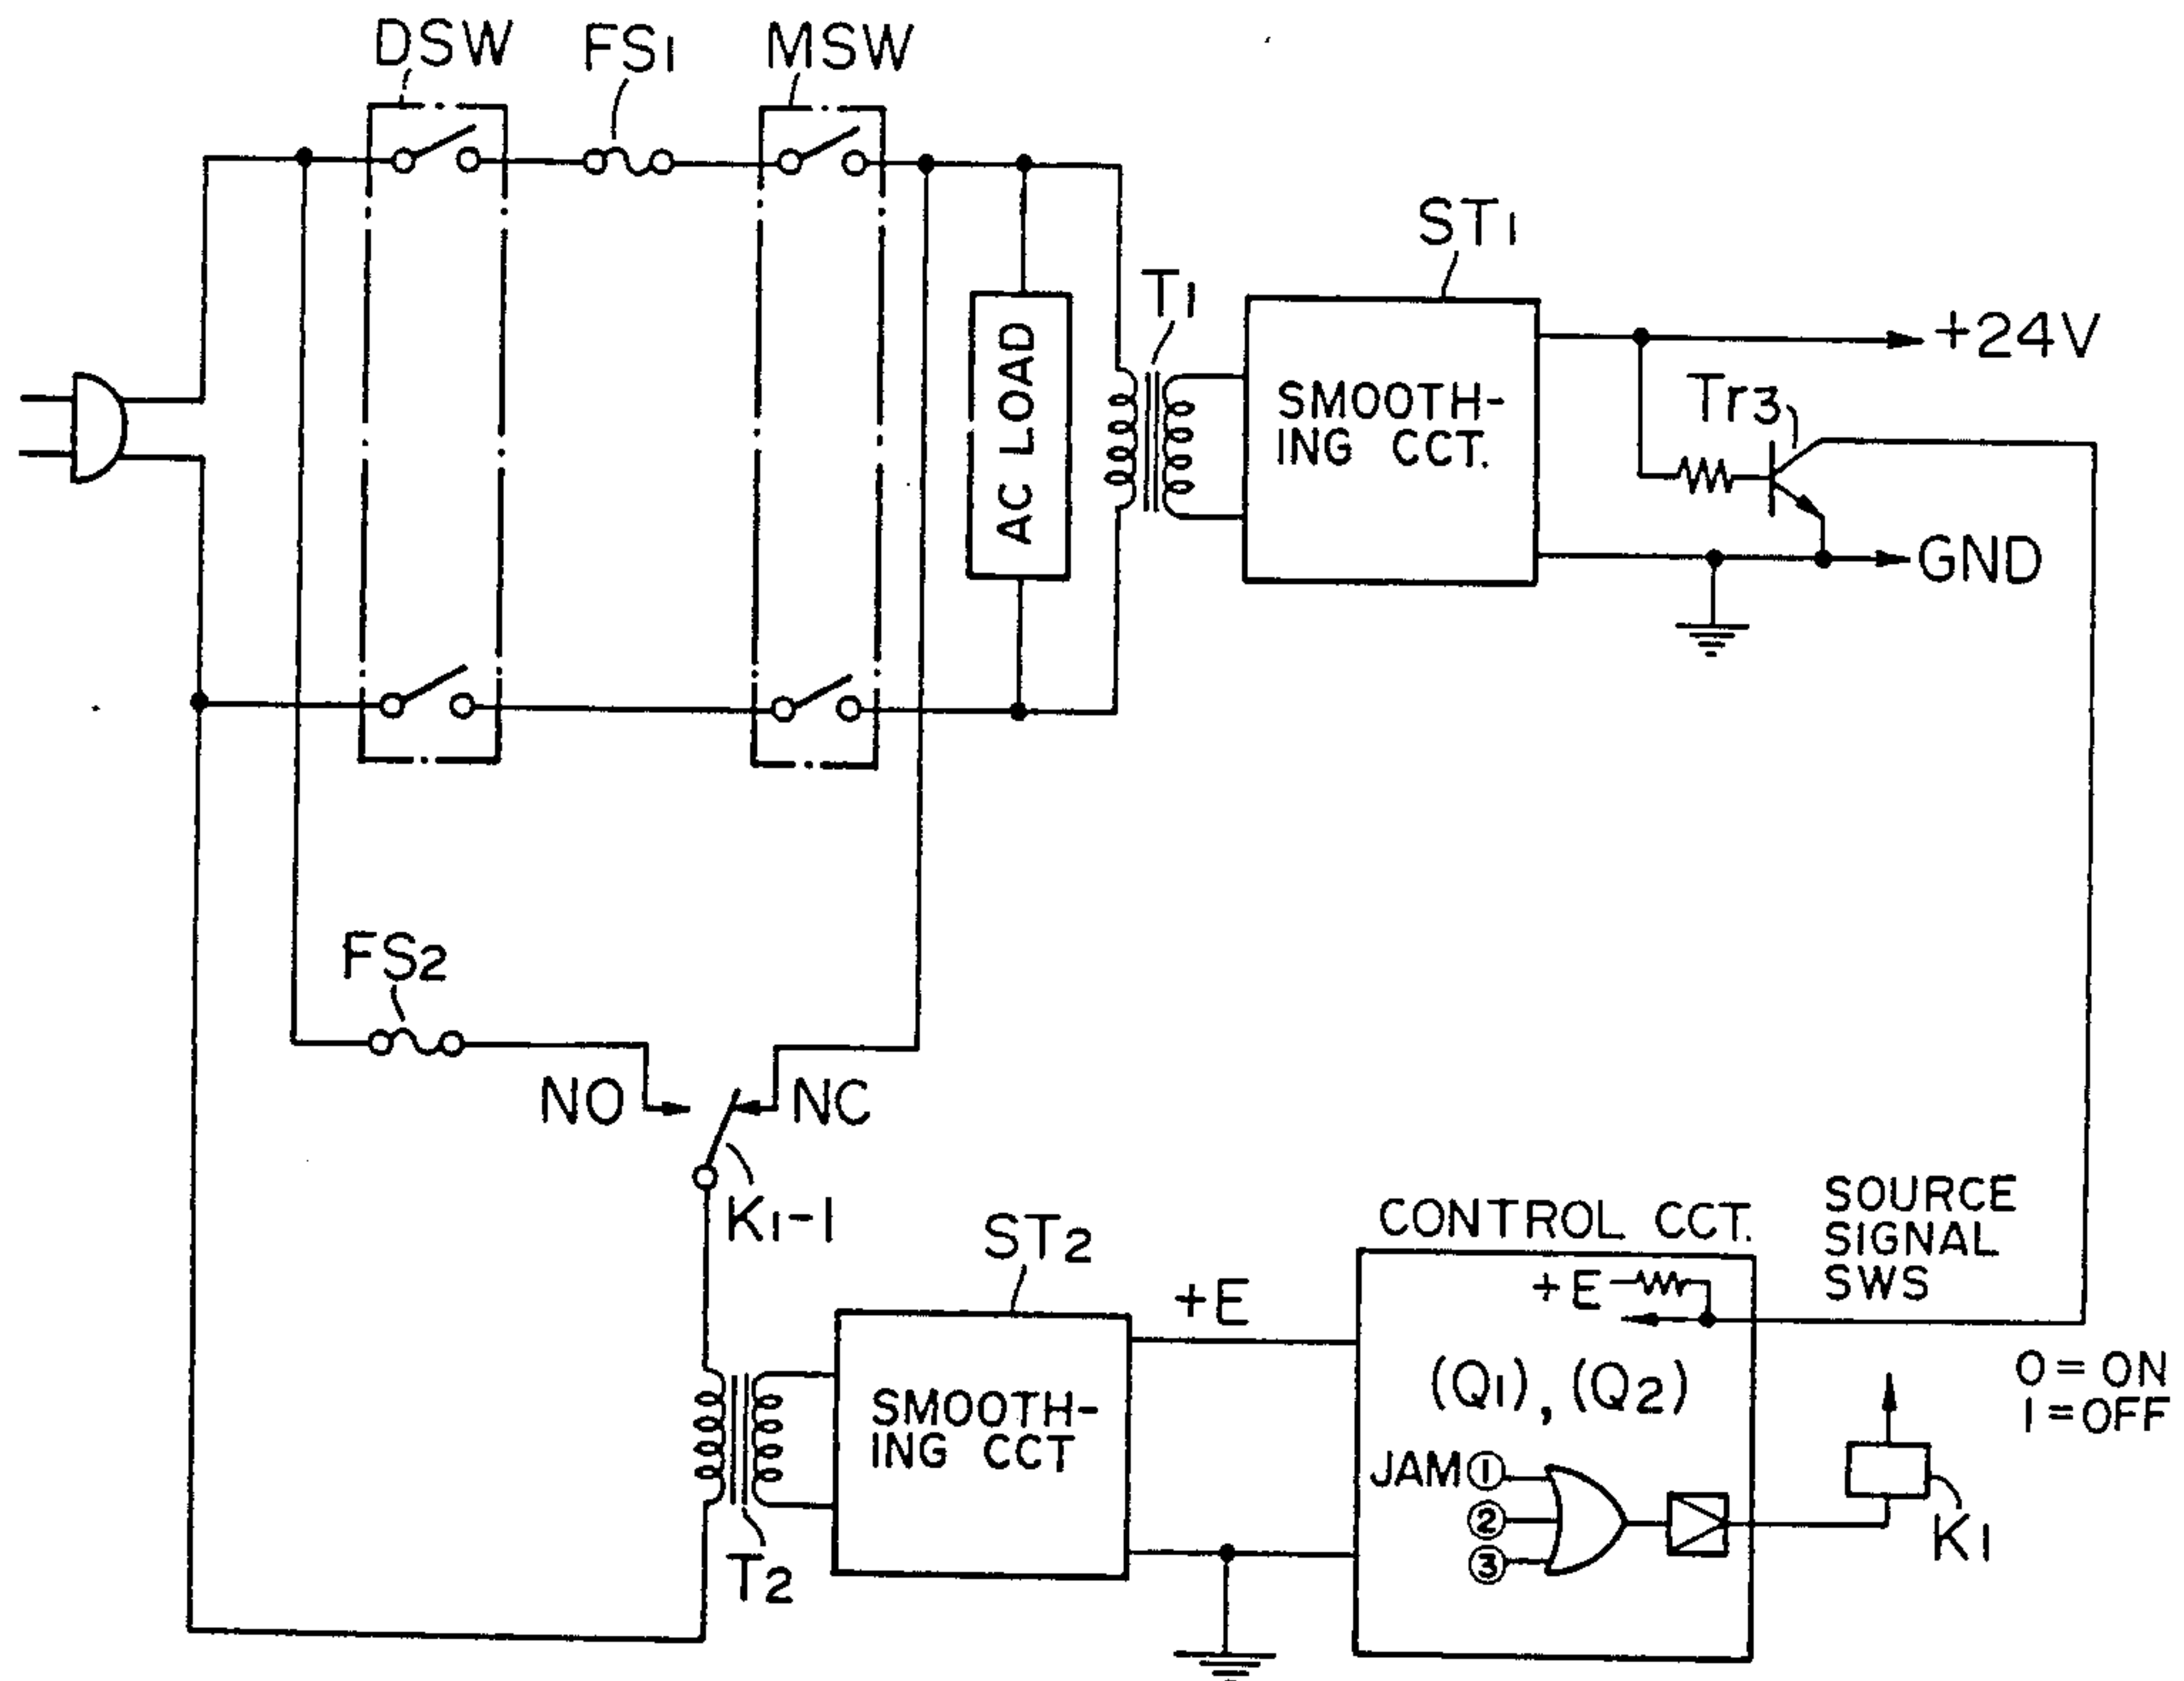 DSW
FS1
MSW
ST1
T1
+24V
AC LOAD
SMOOTH-
ING CCT.
Tr3
GND
FS2
NO
NC
K1-1
ST2
+E
CONTROL CCT.
SOURCE
SIGNAL
SWS
+E
0=ON
1=OFF
(Q1), (Q2)
SMOOTH-
ING CCT
JAM ①
②
③
K1
T2